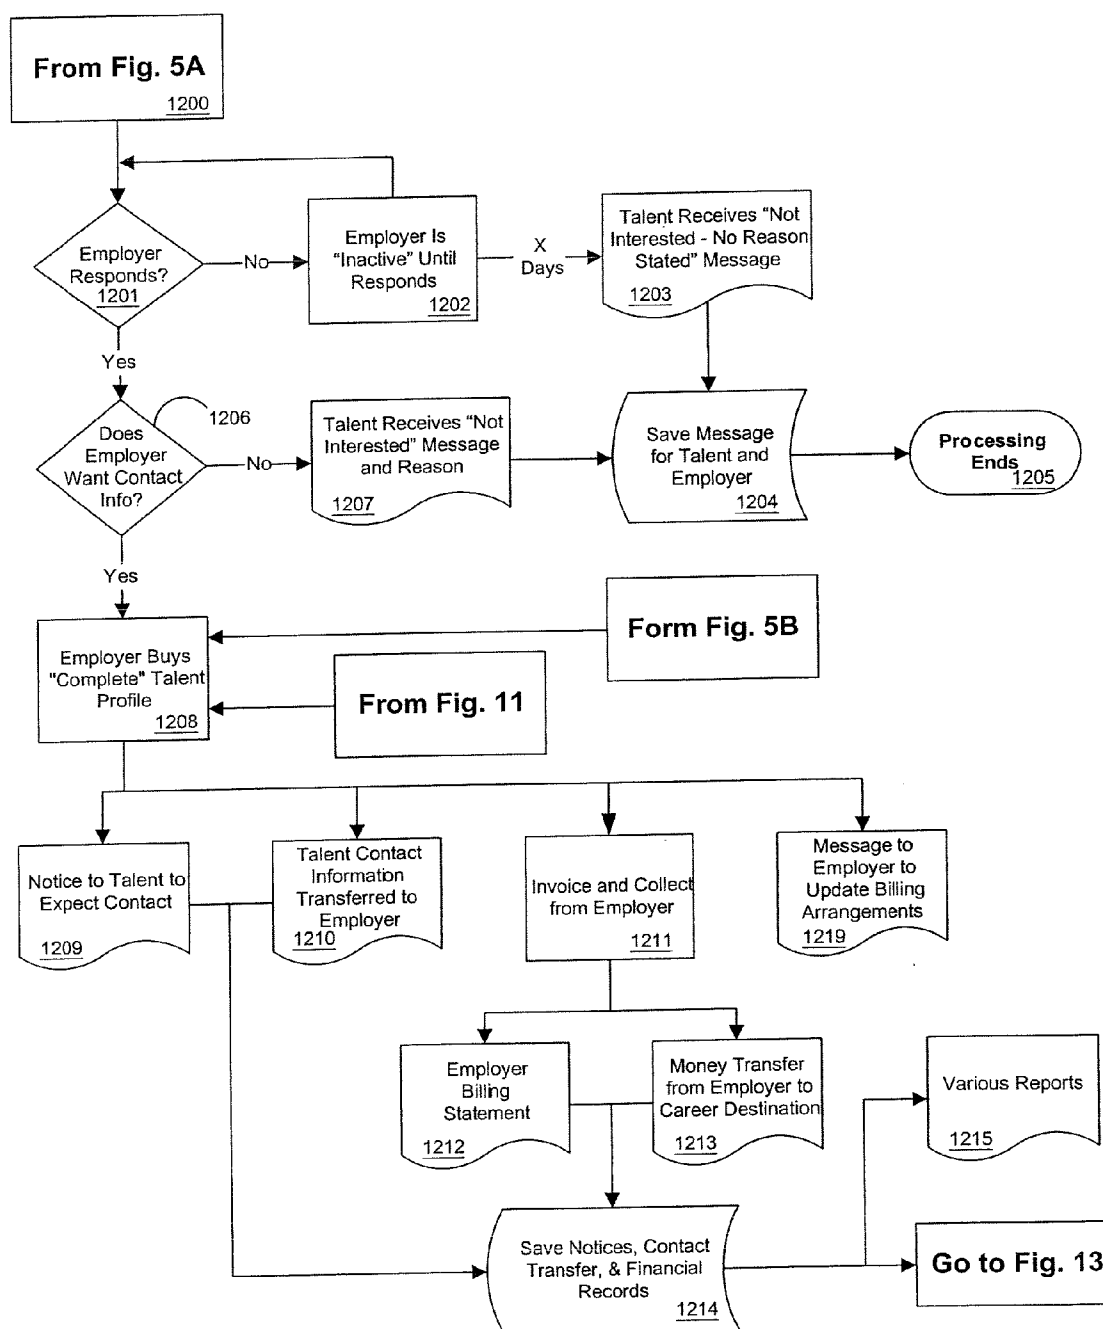 From Fig. 5A
1200
Employer
Responds?
1201
No
Employer Is
“Inactive” Until
Responds
1202
X
Days
Talent Receives “Not
Interested - No Reason
Stated” Message
1203
Yes
1206
Does
Employer
Want Contact
Info?
No
Talent Receives “Not
Interested” Message
and Reason
1207
Save Message
for Talent and
Employer
1204
Processing
Ends
1205
Yes
Employer Buys
"Complete" Talent
Profile
1208
Form Fig. 5B
From Fig. 11
Notice to Talent to
Expect Contact
1209
Talent Contact
Information
Transferred to
Employer
1210
Invoice and Collect
from Employer
1211
Message to
Employer to
Update Billing
Arrangements
1219
Employer
Billing
Statement
1212
Money Transfer
from Employer to
Career Destination
1213
Various Reports
1215
Save Notices, Contact
Transfer, & Financial
Records
1214
Go to Fig. 13